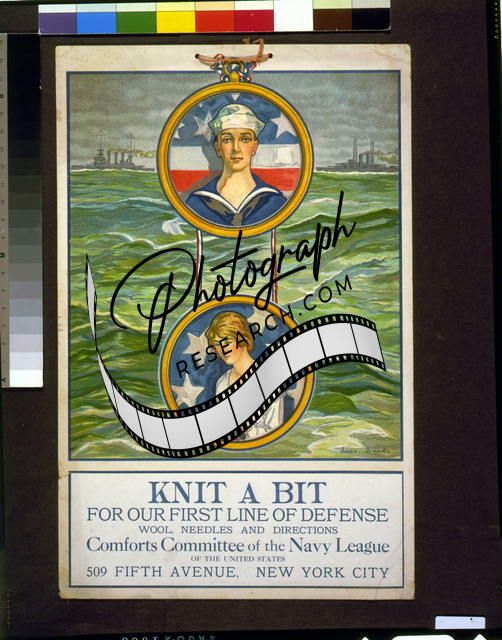 Photograph
RESEARCH.COM
KNIT A BIT
FOR OUR FIRST LINE OF DEFENSE
WOOL, NEEDLES AND DIRECTIONS
Comforts Committee of the Navy League
OF THE UNITED STATES
509 FIFTH AVENUE, NEW YORK CITY